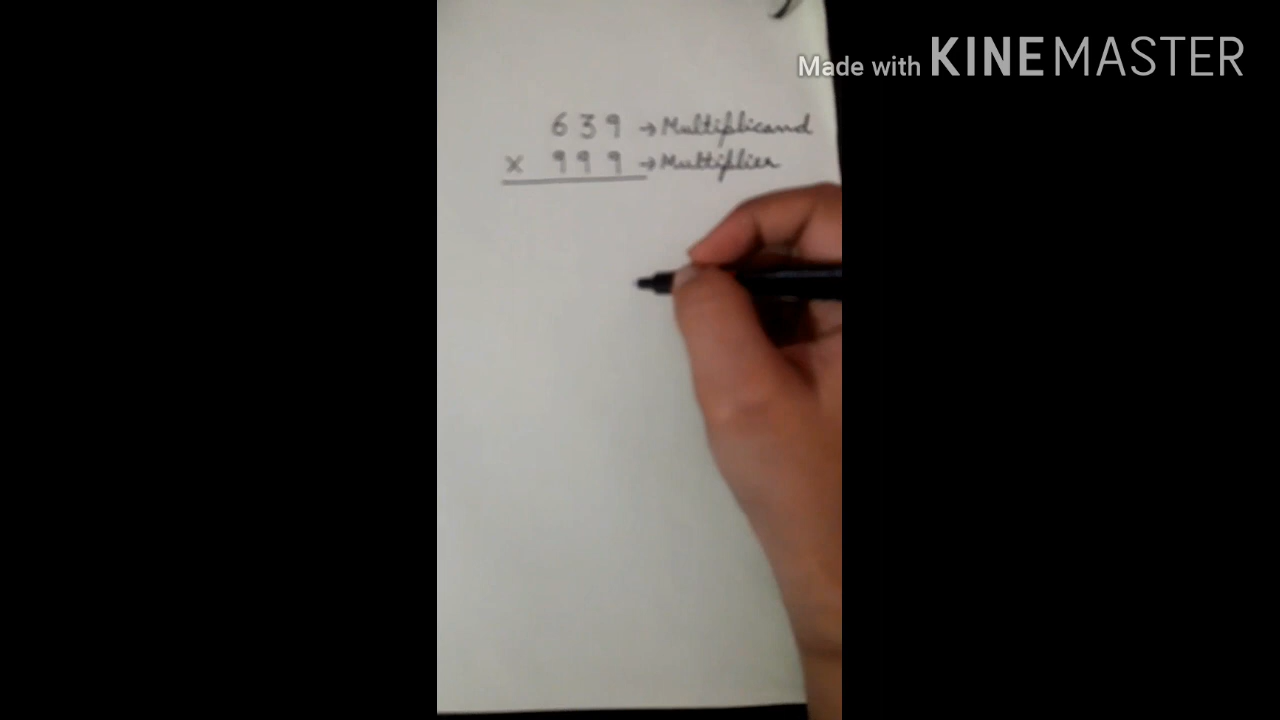 Made with KINEMASTER
639 → Multiplicand
× 999 → Multiplier